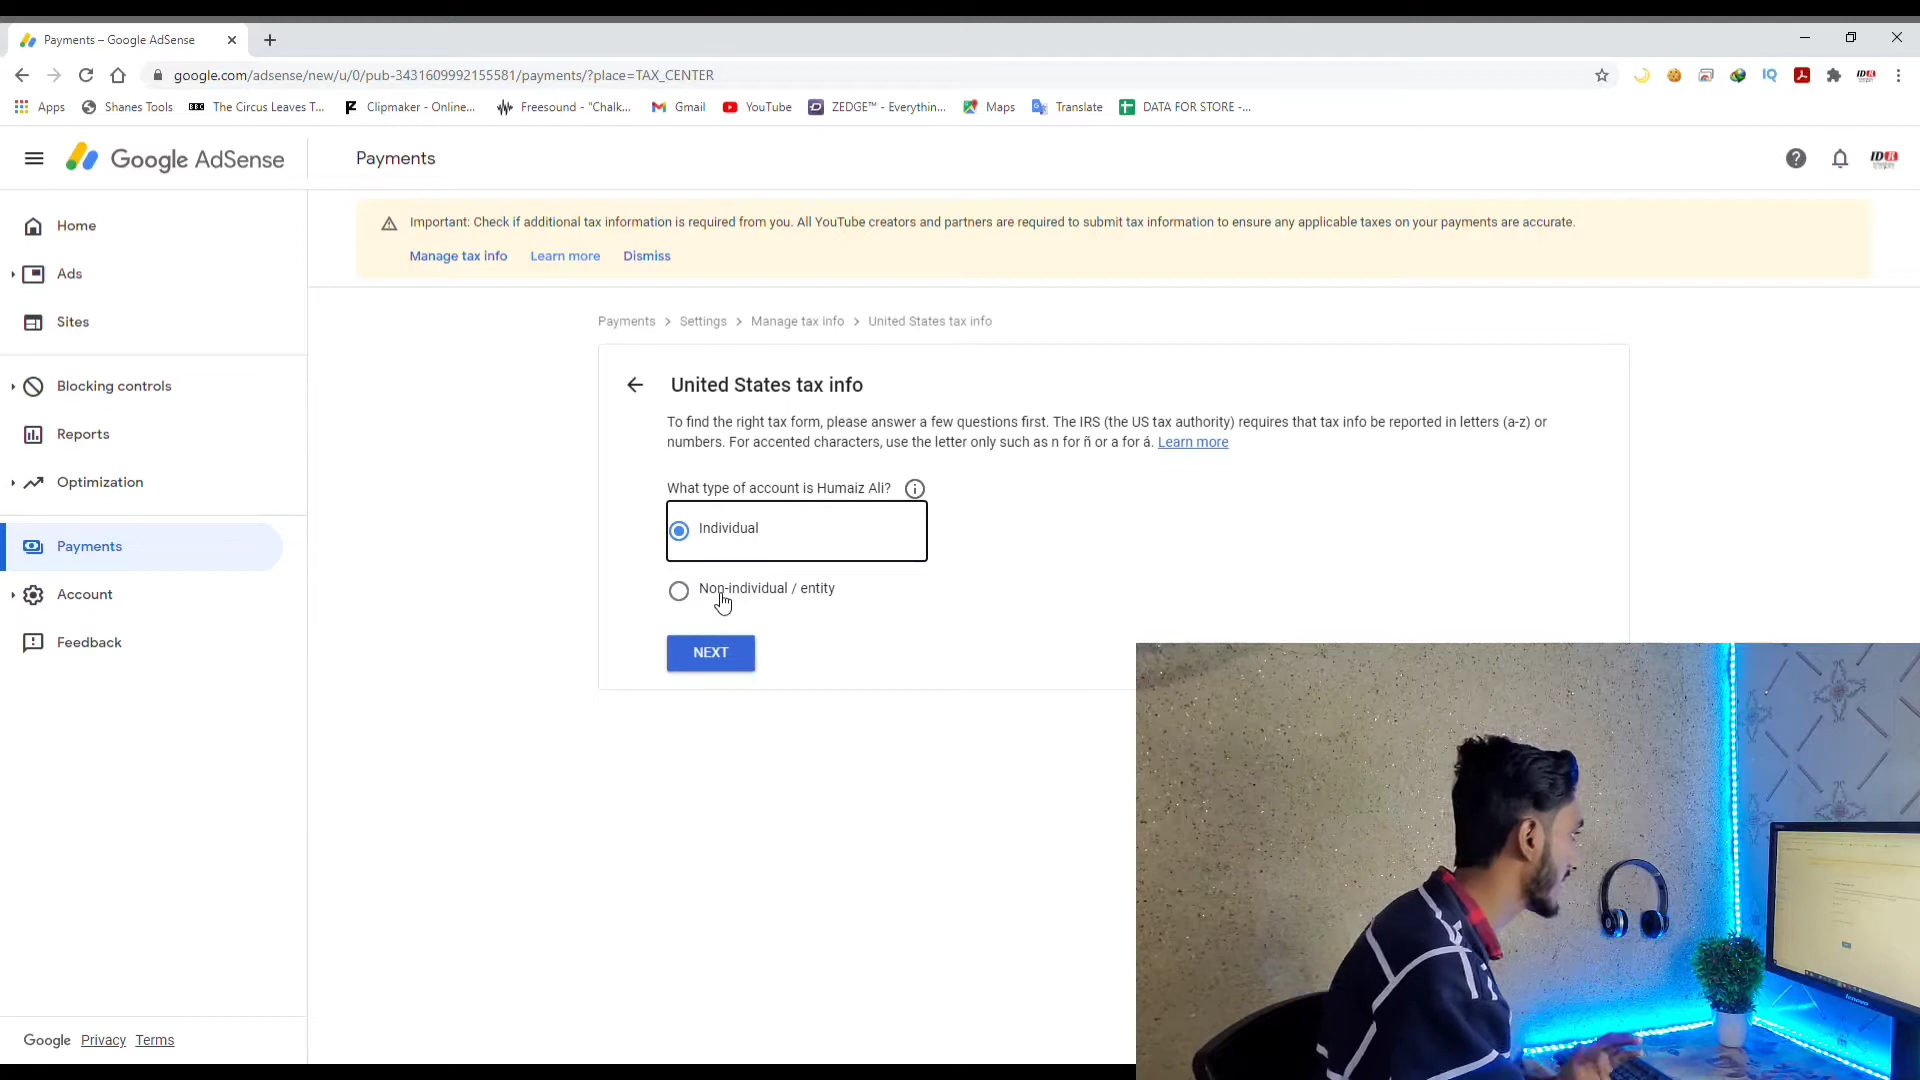 Payments – Google AdSense
google.com/adsense/new/u/0/pub-3431609992155581/payments/?place=TAX_CENTER
Apps
Shanes Tools
The Circus Leaves T...
Clipmaker - Online...
Freesound - "Chalk...
Gmail
YouTube
ZEDGE™ - Everythin...
Maps
Translate
DATA FOR STORE -...
Google AdSense
Payments
Home
Ads
Sites
Blocking controls
Reports
Optimization
Payments
Account
Feedback
Google Privacy Terms
Important: Check if additional tax information is required from you. All YouTube creators and partners are required to submit tax information to ensure any applicable taxes on your payments are accurate.
Manage tax info Learn more Dismiss
Payments > Settings > Manage tax info > United States tax info
United States tax info
To find the right tax form, please answer a few questions first. The IRS (the US tax authority) requires that tax info be reported in letters (a-z) or
numbers. For accented characters, use the letter only such as n for ñ or a for á. Learn more
What type of account is Humaiz Ali?
Individual
Non-individual / entity
NEXT
lenovo